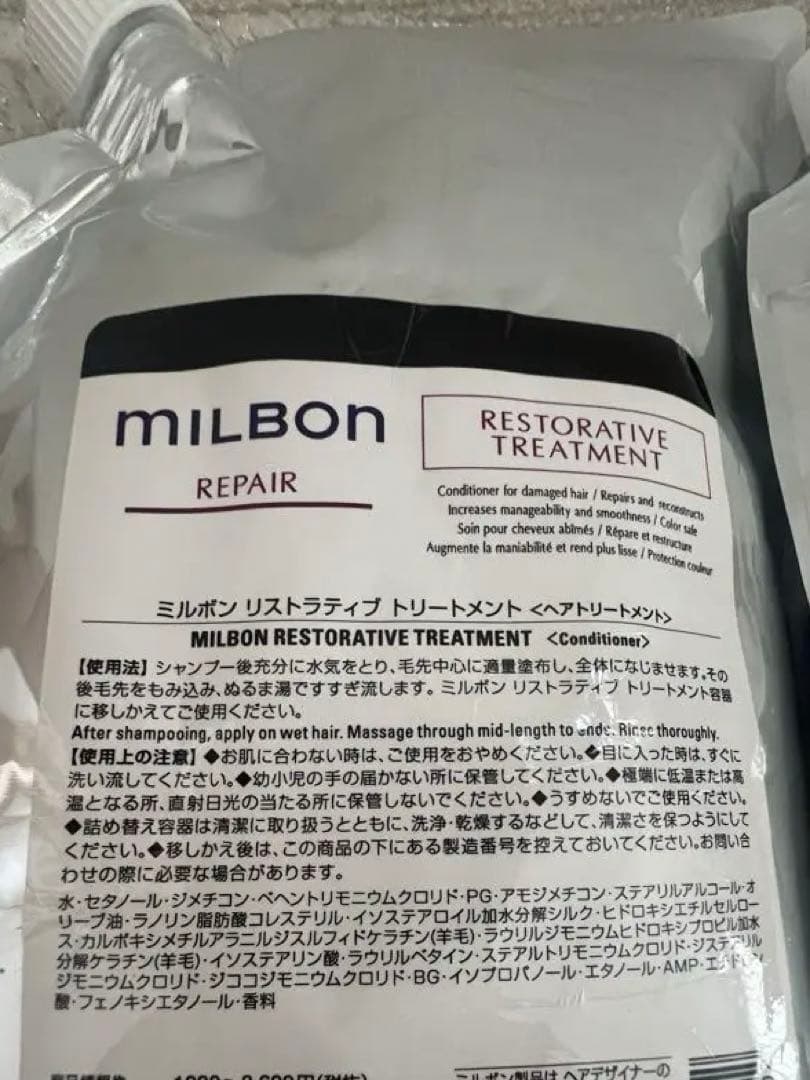 MILBON
REPAIR
RESTORATIVE
TREATMENT
Conditioner for damaged hair / Repairs and reconstructs
Increases manageability and smoothness / Color safe
Soin pour cheveux abîmés / Répare et restructure
Augmente la maniabilité et rend plus lisse / Protection couleur
ミルボン リストラティブ トリートメント <ヘアトリートメント>
MILBON RESTORATIVE TREATMENT <Conditioner>
【使用法】シャンプー後充分に水気をとり、毛先中心に適量塗布し、全体になじませます。その
後毛先をもみ込み、ぬるま湯ですすぎ流します。ミルボン リストラティブ トリートメント容器
に移しかえてご使用ください。
After shampooing, apply on wet hair. Massage through mid-length to ends. Rinse thoroughly.
【使用上の注意】◆お肌に合わない時は、ご使用をおやめください。◆目に入った時は、すぐに
洗い流してください。◆幼小児の手の届かない所に保管してください。◆極端に低温または高
温となる所、直射日光の当たる所に保管しないでください。◆うすめないでご使用ください。
◆詰め替え容器は清潔に取り扱うとともに、洗浄・乾燥するなどして、清潔さを保つようにして
ください。◆移しかえ後は、この商品の下にある製造番号を控えておいてください。お問い合
わせの際に必要な場合があります。
水・セタノール・ジメチコン・ベヘントリモニウムクロリド・PG・アモジメチコン・ステアリルアルコール・オ
リーブ油・ラノリン脂肪酸コレステリル・イソステアロイル加水分解シルク・ヒドロキシエチルセルロー
ス・カルボキシメチルアラニルジスルフィドケラチン(羊毛)・ラウリルジモニウムヒドロキシプロピル加水
分解ケラチン(羊毛)・イソステアリン酸・ラウリルベタイン・ステアルトリモニウムクロリド・ジステアリル
ジモニウムクロリド・ジココジモニウムクロリド・BG・イソプロパノール・エタノール・AMP・エチドロン
酸・フェノキシエタノール・香料
ミルボン製品は、ヘアデザイナーの